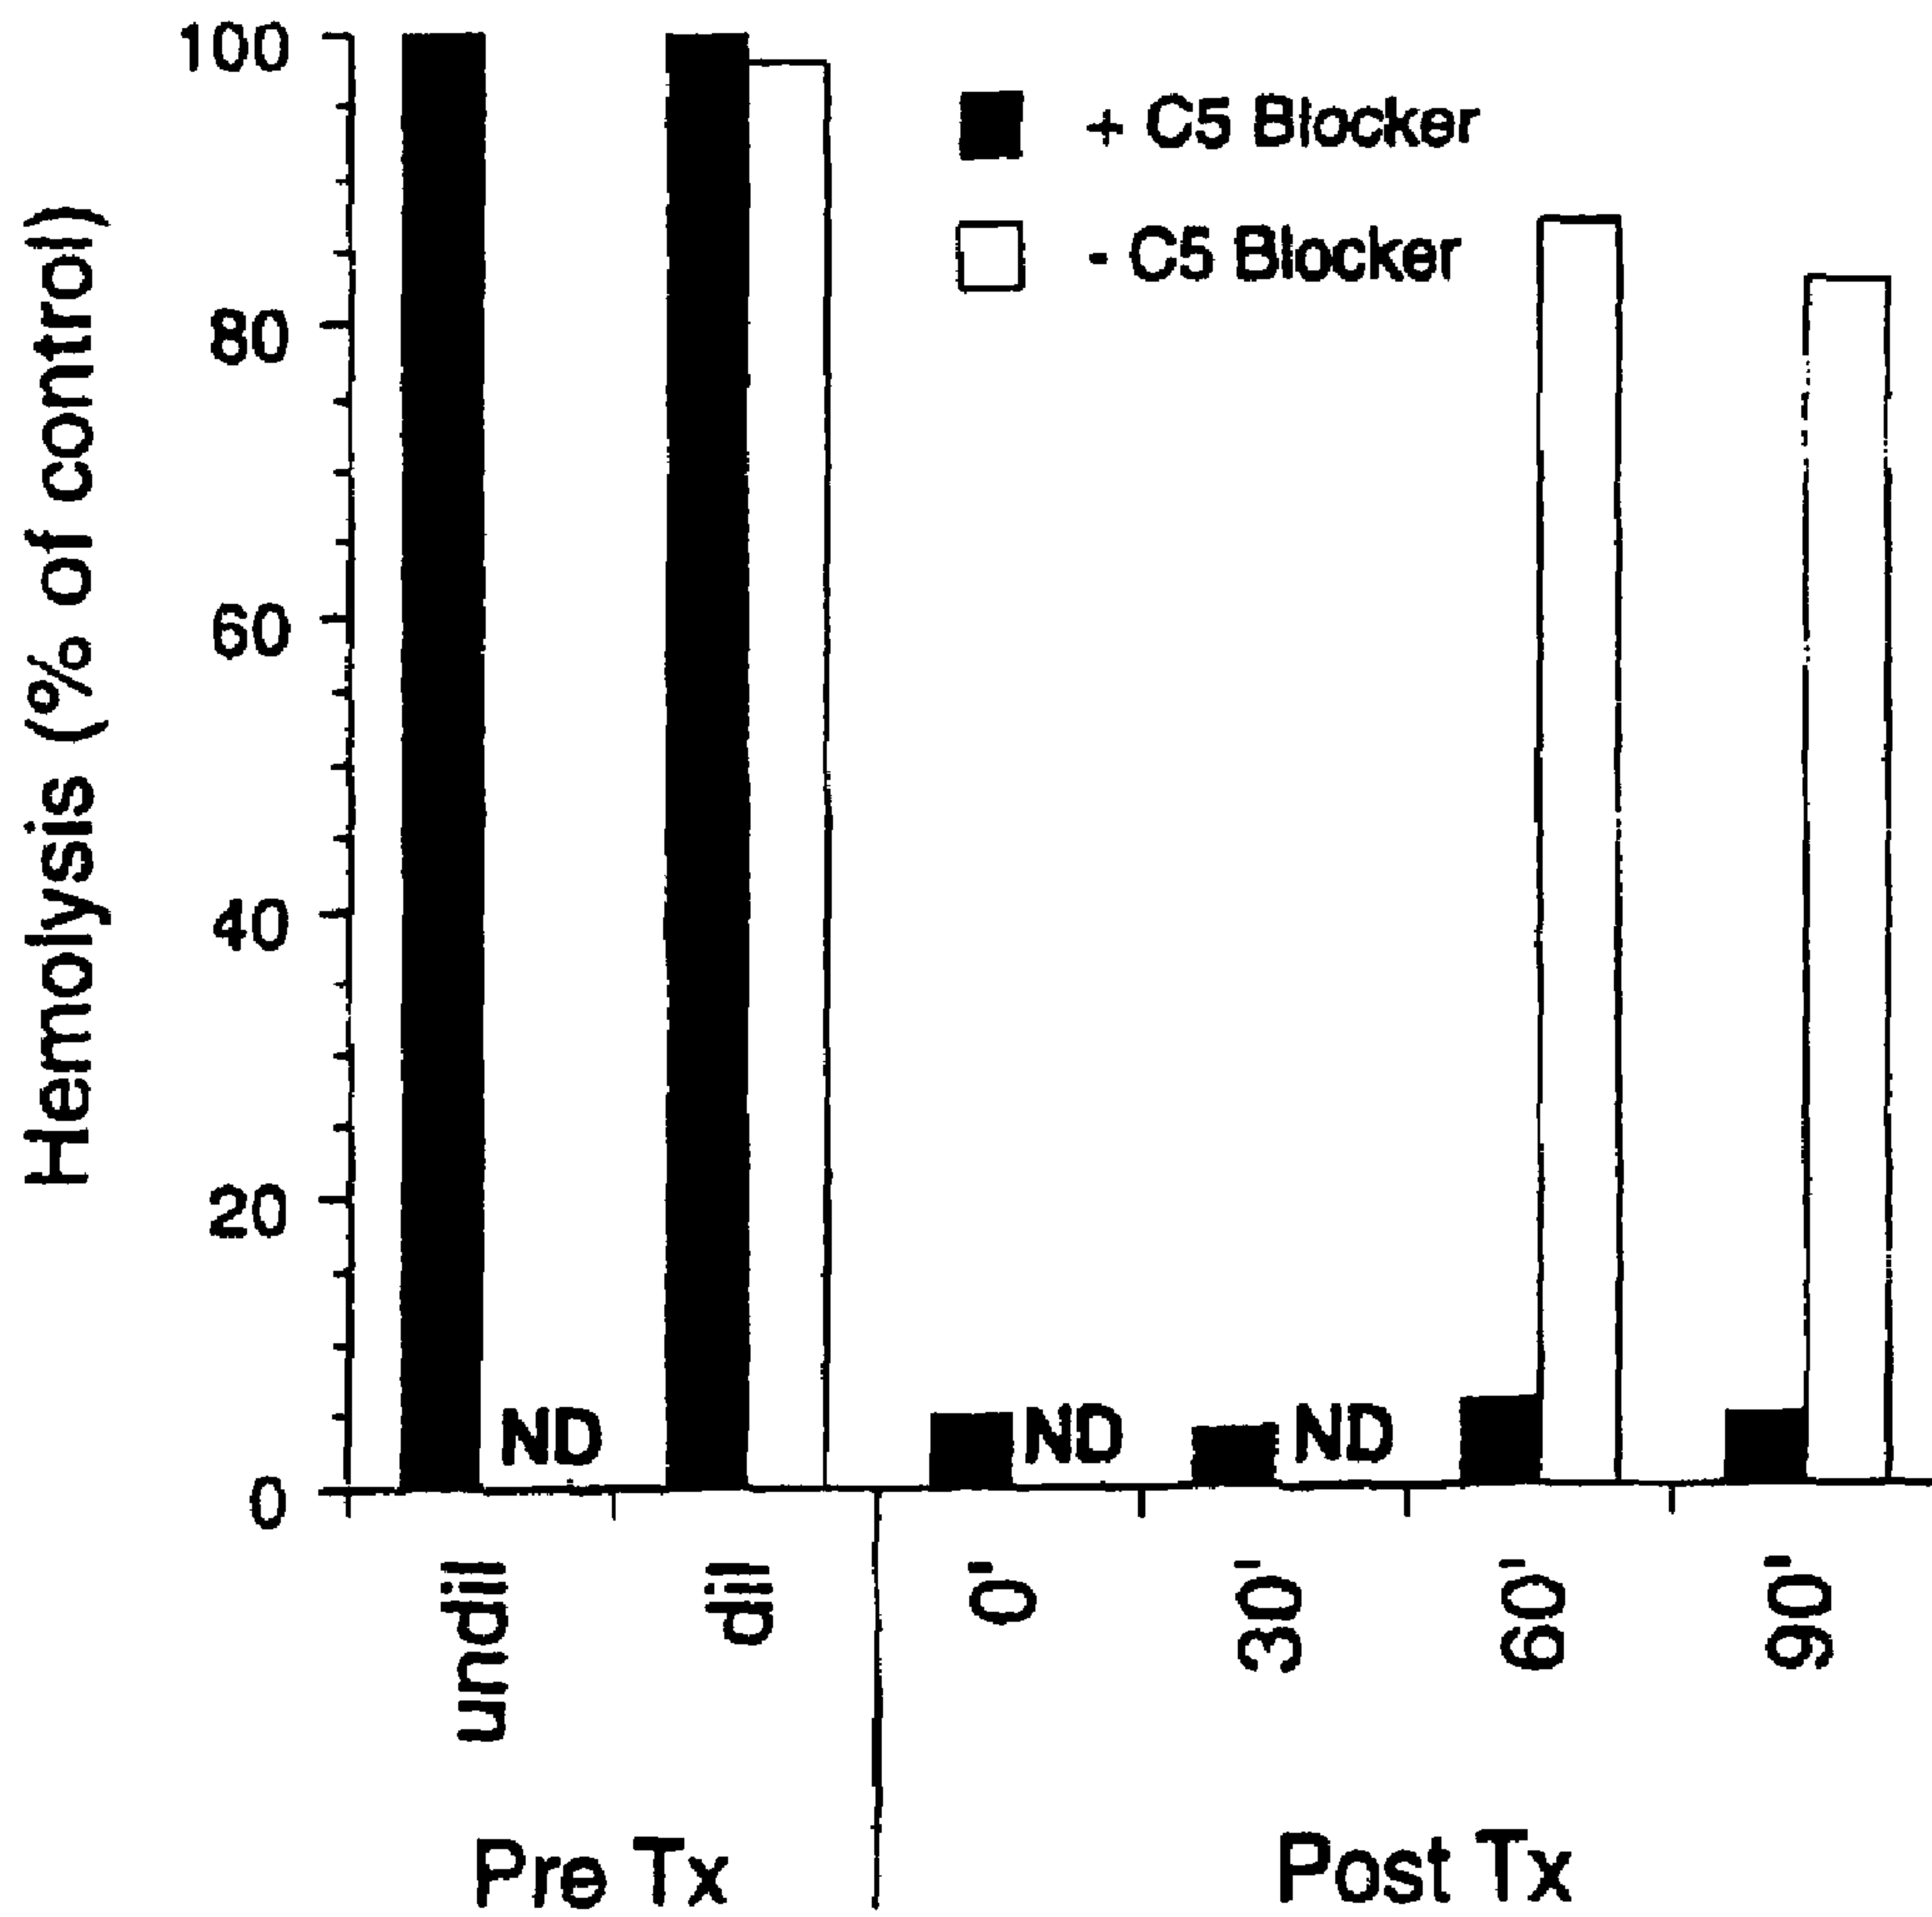 Hemolysis (% of control)
100
80
60
40
20
0
+ C5 Blocker
- C5 Blocker
ND
ND
ND
undil
dil
0'
30'
60'
90'
Pre Tx
Post Tx